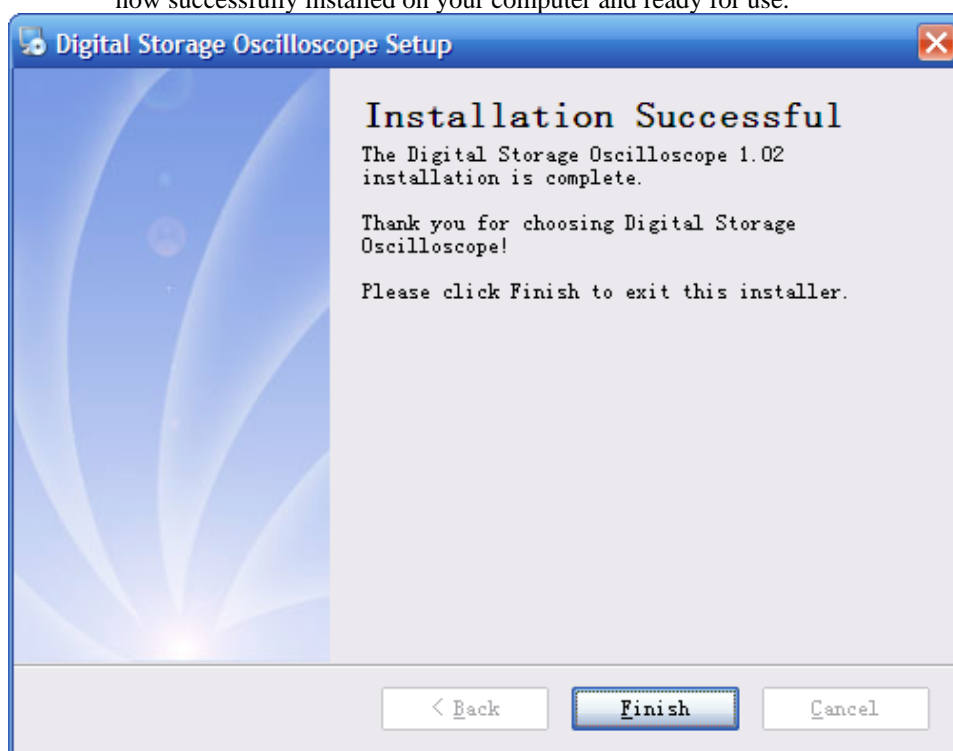 now successfully installed on your computer and ready for use.
Digital Storage Oscilloscope Setup
Installation Successful
The Digital Storage Oscilloscope 1.02
installation is complete.
Thank you for choosing Digital Storage
Oscilloscope!
Please click Finish to exit this installer.
< Back
Finish
Cancel